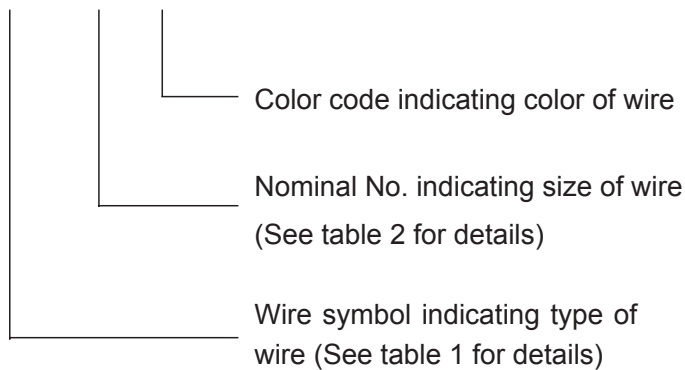 Color code indicating color of wire
Nominal No. indicating size of wire
(See table 2 for details)
Wire symbol indicating type of
wire (See table 1 for details)